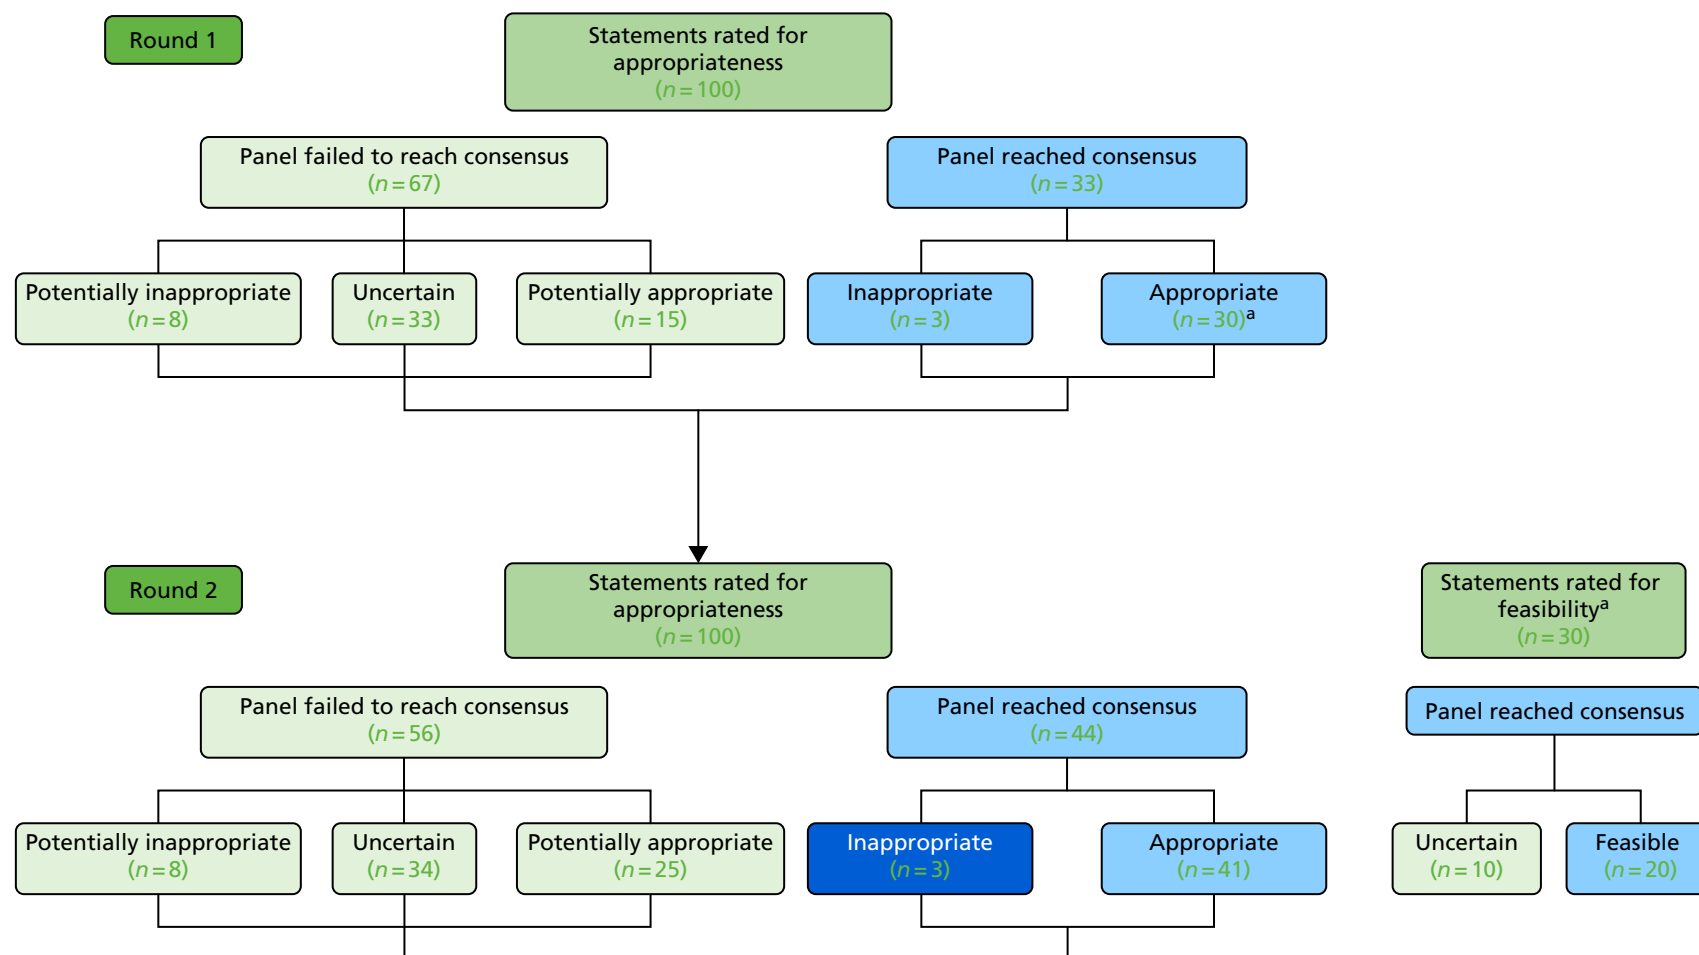 Round 1
Statements rated for
appropriateness
(n=100)
Panel failed to reach consensus
(n=67)
Panel reached consensus
(n=33)
Potentially inappropriate
(n=8)
Uncertain
(n=33)
Potentially appropriate
(n=15)
Inappropriate
(n=3)
Appropriate
(n=30)a
Round 2
Statements rated for
appropriateness
(n=100)
Statements rated for
feasibilitya
(n=30)
Panel failed to reach consensus
(n=56)
Panel reached consensus
(n=44)
Panel reached consensus
Potentially inappropriate
(n=8)
Uncertain
(n=34)
Potentially appropriate
(n=25)
Inappropriate
(n=3)
Appropriate
(n=41)
Uncertain
(n=10)
Feasible
(n=20)